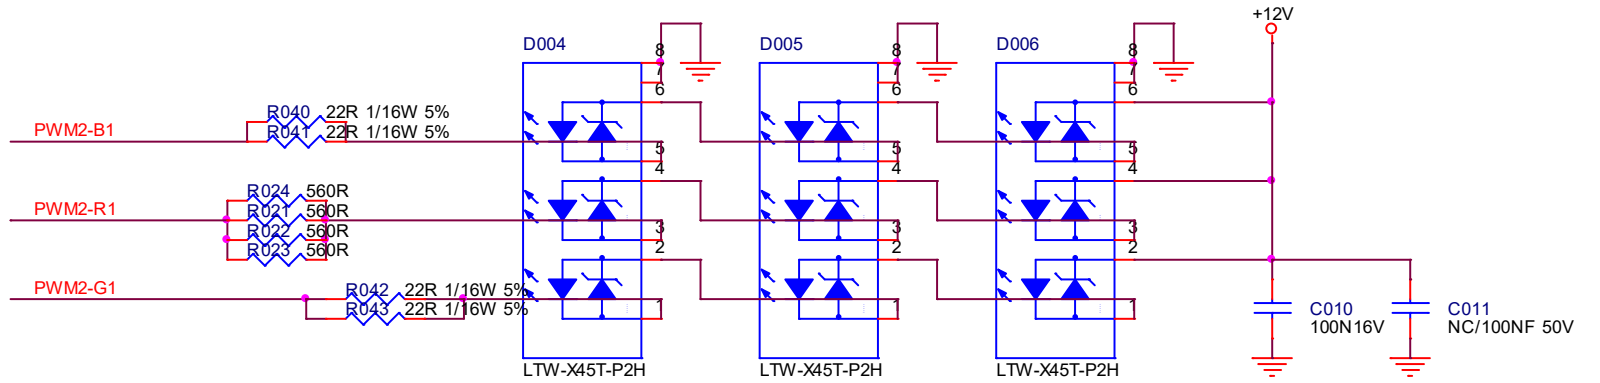 +12V
D004
D005
D006
8
7
6
5
4
3
2
1
8
7
6
5
4
3
2
1
8
7
6
5
4
3
2
1
R040 22R 1/16W 5%
R041 22R 1/16W 5%
PWM2-B1
R024 560R
R021 560R
R022 560R
R023 560R
PWM2-R1
PWM2-G1
R042 22R 1/16W 5%
R043 22R 1/16W 5%
C010
100N16V
C011
NC/100NF 50V
LTW-X45T-P2H
LTW-X45T-P2H
LTW-X45T-P2H